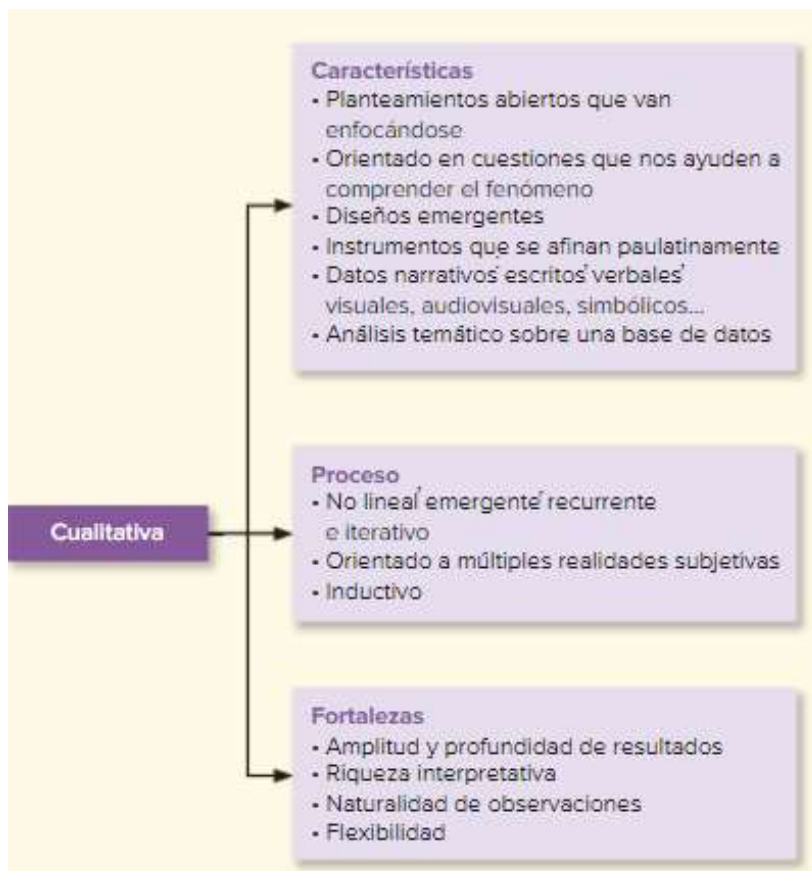 Características
• Planteamientos abiertos que van
enfocándose
• Orientado en cuestiones que nos ayuden a
comprender el fenómeno
• Diseños emergentes
• Instrumentos que se afinan paulatinamente
• Datos narrativos escitos verbales
visuales, audiovisuales, simbólicos...
• Análisis temático sobre una base de datos
Proceso
• No lineal emergente recurrente
e iterativo
• Orientado a múltiples realidades subjetivas
• Inductivo
Cualitativa
Fortalezas
• Amplitud y profundidad de resultados
• Riqueza interpretativa
• Naturalidad de observaciones
• Flexibilidad